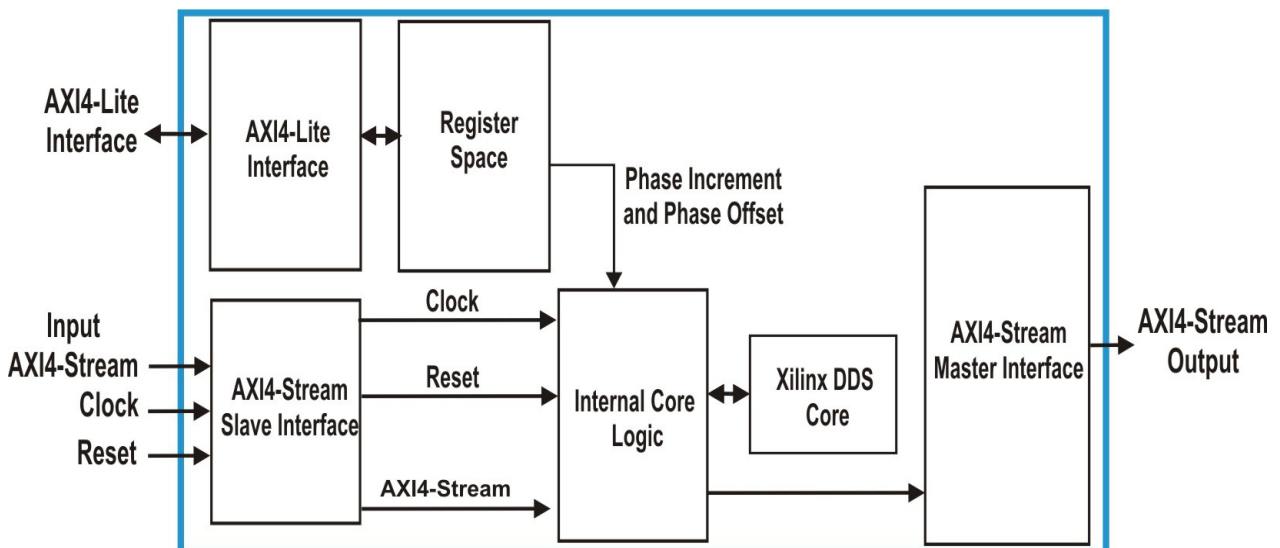 AXI4-Lite
Interface
AXI4-Lite
Interface
Register
Space
Phase Increment
and Phase Offset
Input
AXI4-Stream
Clock
Reset
AXI4-Stream
Slave Interface
Clock
Reset
AXI4-Stream
Internal Core
Logic
Xilinx DDS
Core
AXI4-Stream
Master Interface
AXI4-Stream
Output